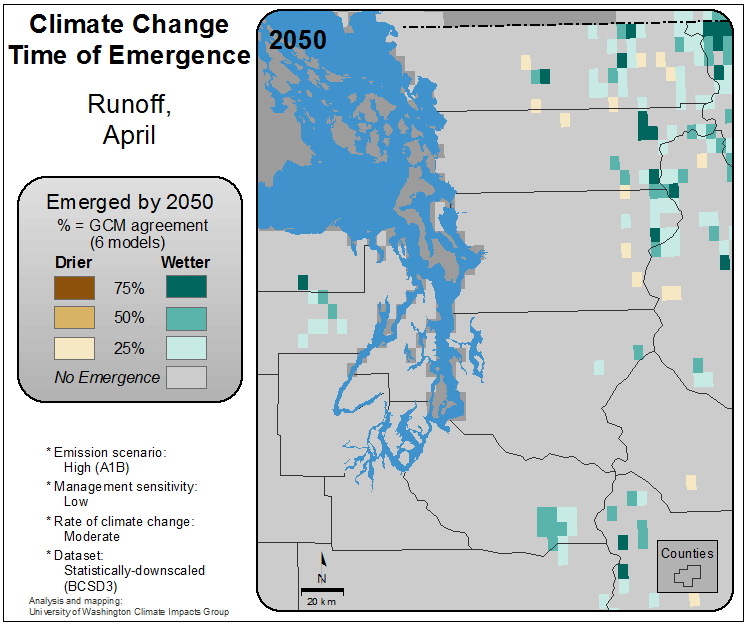 Climate Change
Time of Emergence
Runoff,
April
Emerged by 2050
% = GCM agreement
(6 models)
Drier Wetter
75%
50%
25%
No Emergence
* Emission scenario:
High (A1B)
* Management sensitivity:
Low
* Rate of climate change:
Moderate
* Dataset:
Statistically-downscaled
(BCSD3)
Analysis and mapping:
University of Washington Climate Impacts Group
2050
N
20 km
Counties